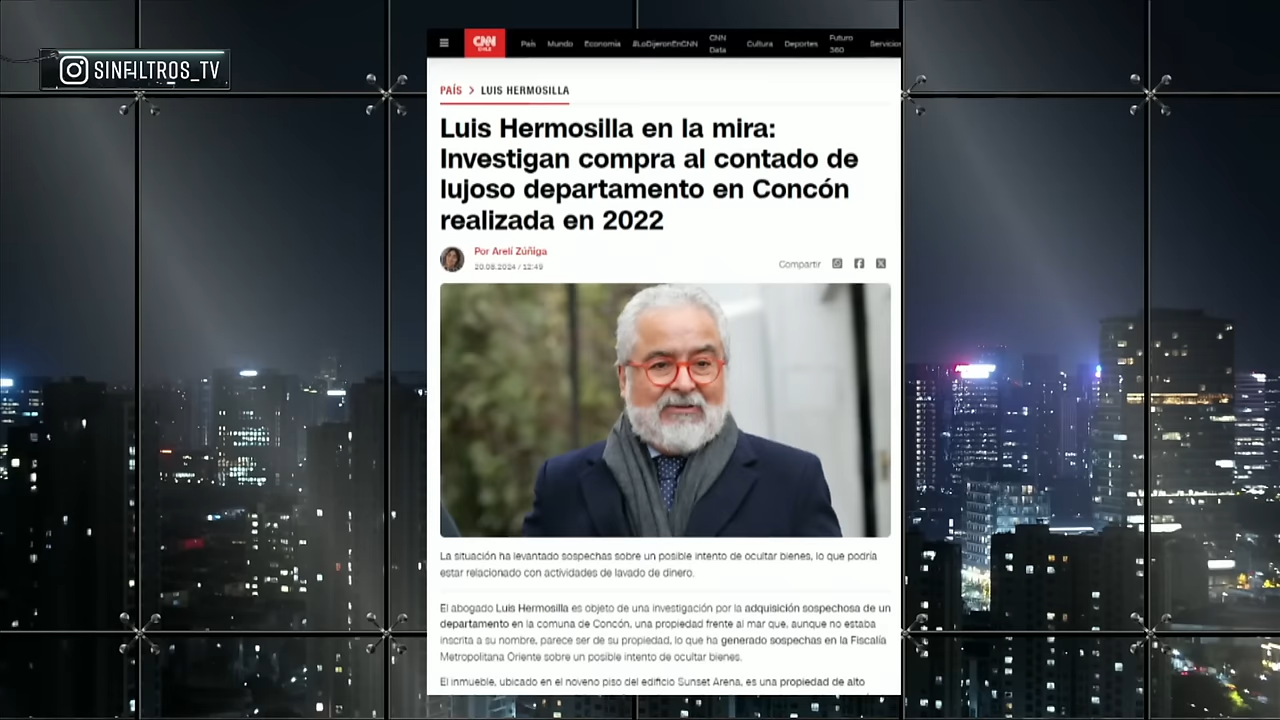 SINFILTROS_TV
CNN
CHILE
País Mundo Economía #LoDijeronEnCNN CNN Data Cultura Deportes Futuro 360 Servicios
PAÍS > LUIS HERMOSILLA
Luis Hermosilla en la mira:
Investigan compra al contado de
lujoso departamento en Concón
realizada en 2022
Por Arelí Zúñiga
20.08.2024 / 12:49
Compartir
La situación ha levantado sospechas sobre un posible intento de ocultar bienes, lo que podría
estar relacionado con actividades de lavado de dinero.
El abogado Luis Hermosilla es objeto de una investigación por la adquisición sospechosa de un
departamento en la comuna de Concón, una propiedad frente al mar que, aunque no estaba
inscrita a su nombre, parece ser de su propiedad, lo que ha generado sospechas en la Fiscalía
Metropolitana Oriente sobre un posible intento de ocultar bienes.
El inmueble, ubicado en el noveno piso del edificio Sunset Arena, es una propiedad de alto